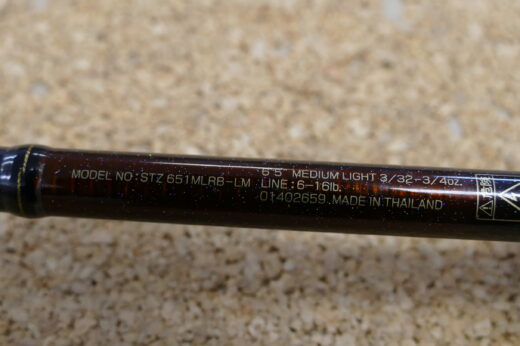 MODEL NO:STZ 651MLRB-LM
6'5" MEDIUM LIGHT 3/32-3/4oz.
LINE:6-16lb.
01402659, MADE IN THAILAND